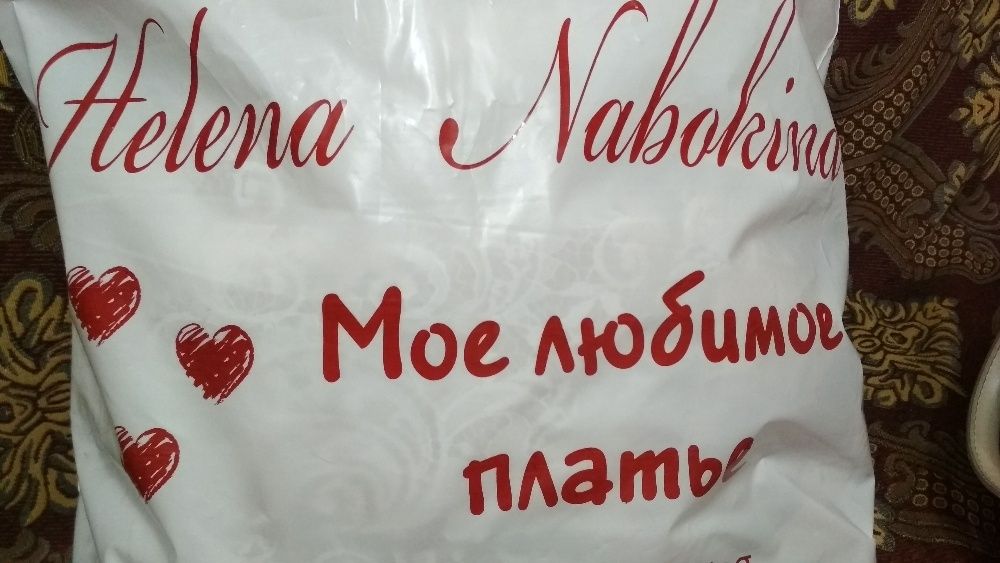 Helena Nabokina
Мое любимое
платье